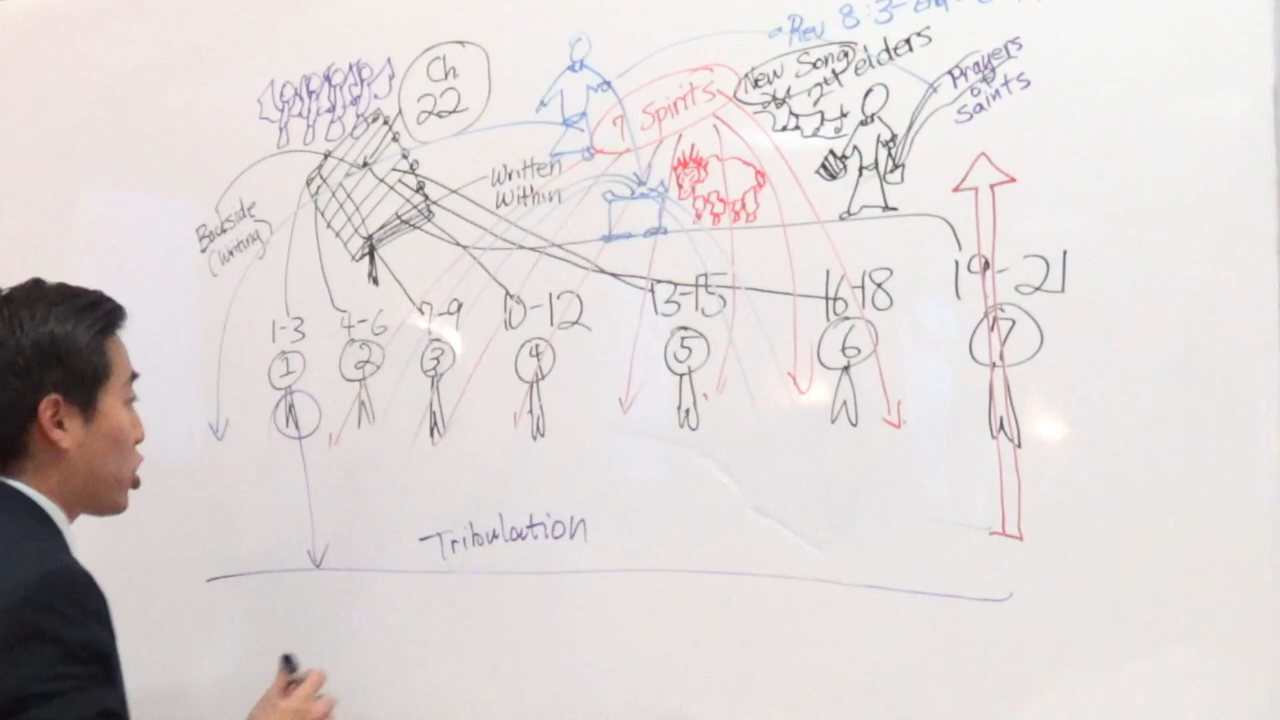 Rev 8:3-
Ch
22
7 Spirits
New Song
24 elders
Prayers
of
Saints
Written
Within
Backside
(Writing)
1-3
4-6
7-9
10-12
13-15
16-18
19-21
1
2
3
4
5
6
7
Tribulation